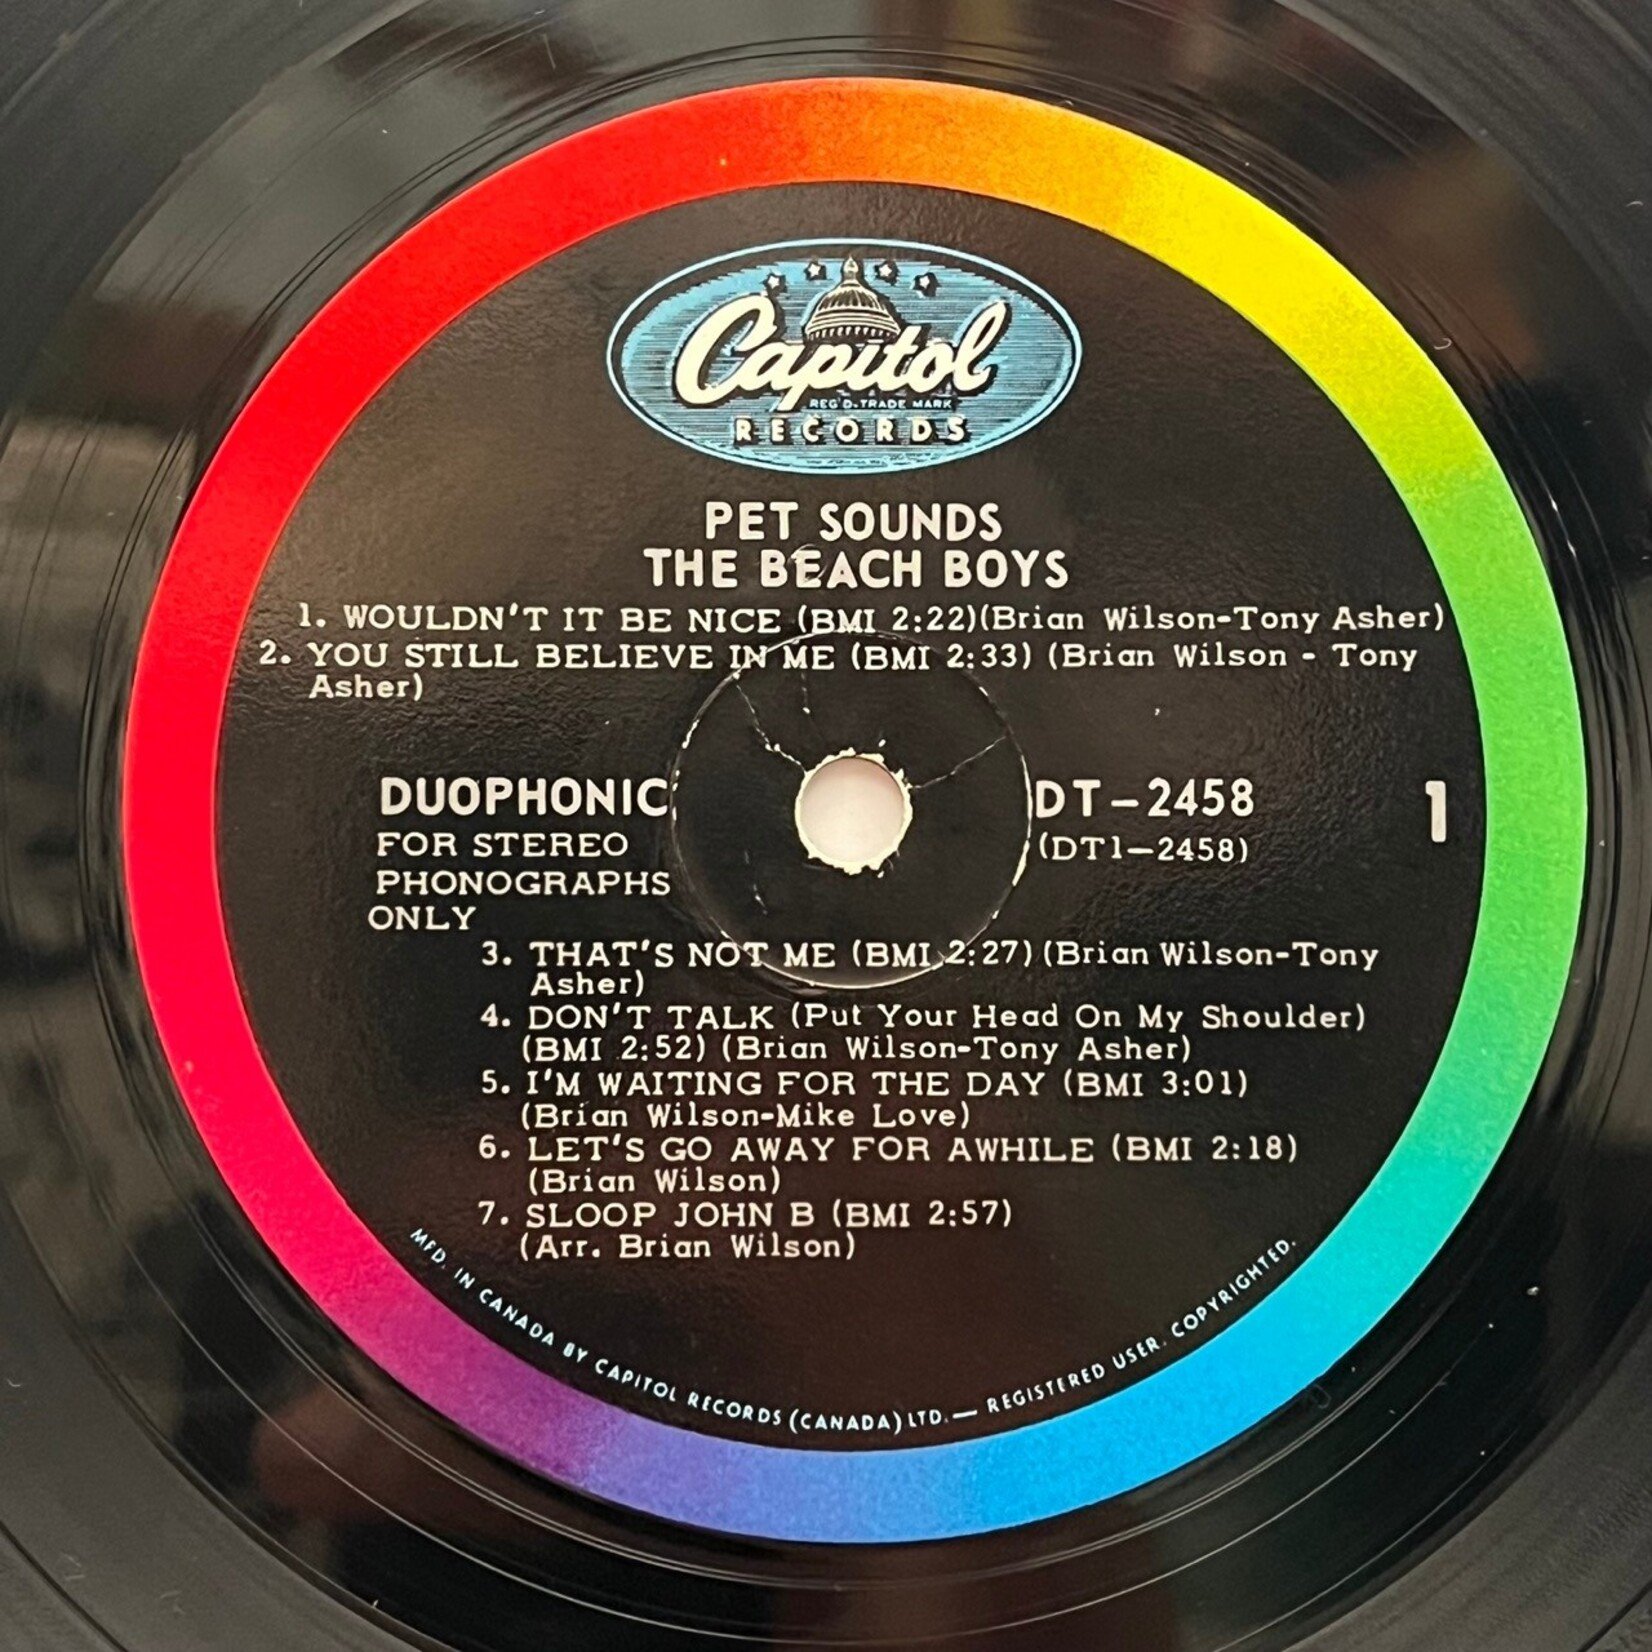 Capitol
REG'D. TRADE MARK
RECORDS
PET SOUNDS
THE BEACH BOYS
1. WOULDN'T IT BE NICE (BMI 2:22)(Brian Wilson-Tony Asher)
2. YOU STILL BELIEVE IN ME (BMI 2:33) (Brian Wilson - Tony
Asher)
DUOPHONIC
FOR STEREO
PHONOGRAPHS
ONLY
DT-2458
(DT1-2458)
1
3. THAT'S NOT ME (BMI 2:27) (Brian Wilson-Tony
Asher)
4. DON'T TALK (Put Your Head On My Shoulder)
(BMI 2:52) (Brian Wilson-Tony Asher)
5. I'M WAITING FOR THE DAY (BMI 3:01)
(Brian Wilson-Mike Love)
6. LET'S GO AWAY FOR AWHILE (BMI 2:18)
(Brian Wilson)
7. SLOOP JOHN B (BMI 2:57)
(Arr. Brian Wilson)
MFD. IN CANADA BY CAPITOL RECORDS (CANADA) LTD. — REGISTERED USER. COPYRIGHTED.